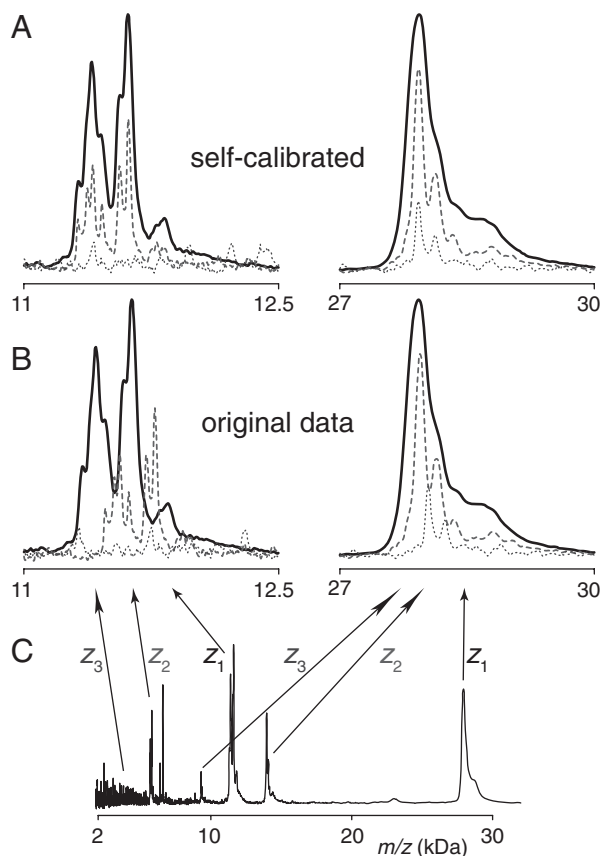 A
self-calibrated
11 12.5 27 30
B
original data
11 12.5 27 30
C
z3 z2 z1 z3 z2 z1
2 10 20 30
m/z (kDa)